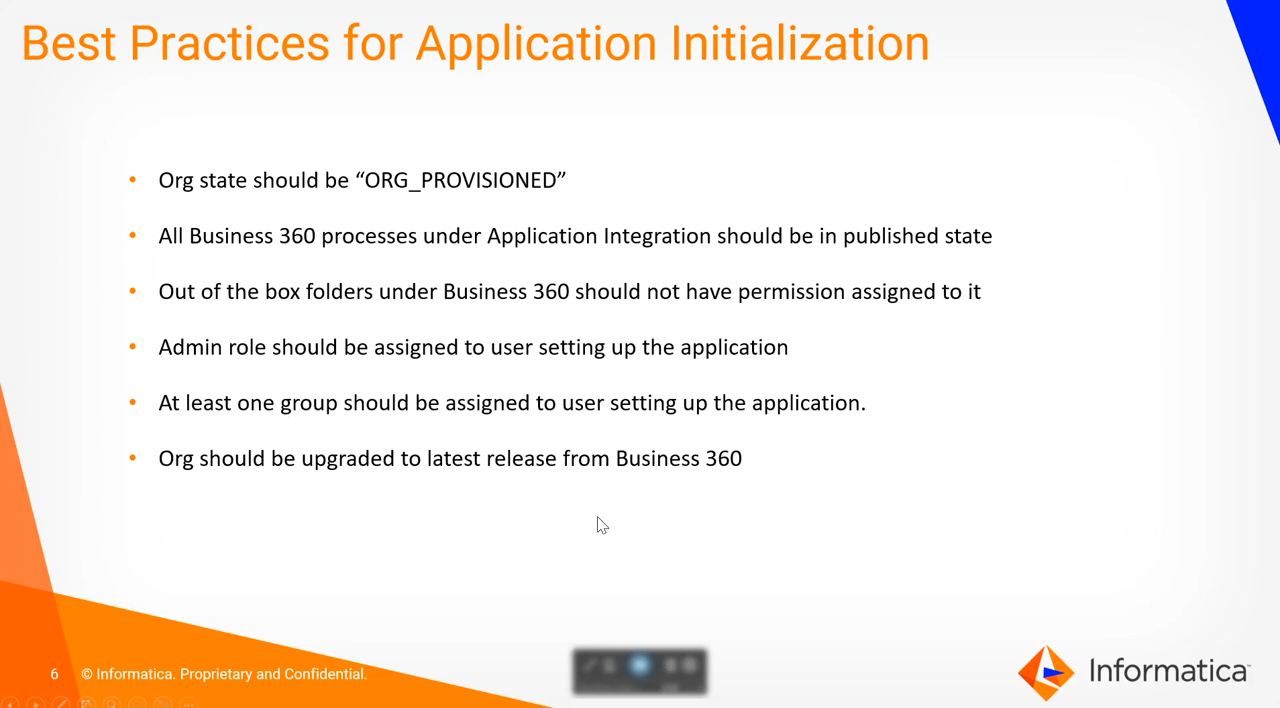 Best Practices for Application Initialization
• Org state should be “ORG_PROVISIONED”
• All Business 360 processes under Application Integration should be in published state
• Out of the box folders under Business 360 should not have permission assigned to it
• Admin role should be assigned to user setting up the application
• At least one group should be assigned to user setting up the application.
• Org should be upgraded to latest release from Business 360
6 © Informatica. Proprietary and Confidential.
Informatica™